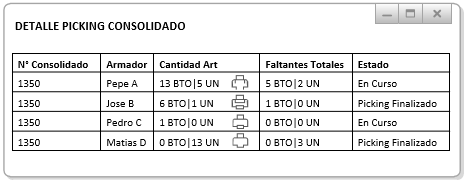 DETALLE PICKING CONSOLIDADO
N° Consolidado Armador Cantidad Art Faltantes Totales Estado
1350 Pepe A 13 BTO|5 UN 5 BTO|2 UN En Curso
1350 Jose B 6 BTO|1 UN 1 BTO|0 UN Picking Finalizado
1350 Pedro C 1 BTO|0 UN 0 BTO|0 UN En Curso
1350 Matias D 0 BTO|13 UN 0 BTO|3 UN Picking Finalizado